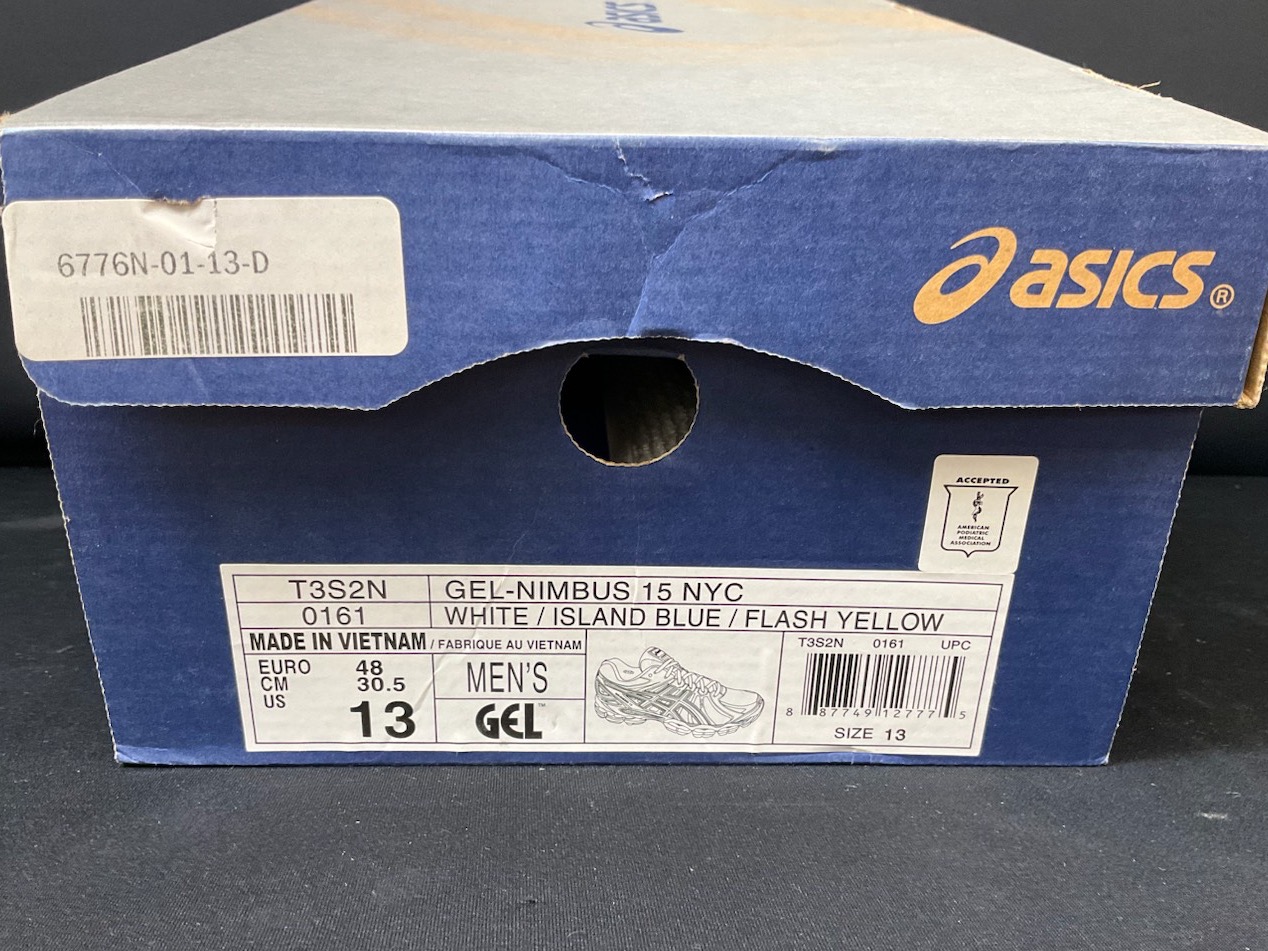 asics
6776N-01-13-D
asics®
ACCEPTED
AMERICAN
PODIATRIC
MEDICAL
ASSOCIATION
T3S2N GEL-NIMBUS 15 NYC
0161 WHITE / ISLAND BLUE / FLASH YELLOW
MADE IN VIETNAM / FABRIQUE AU VIETNAM
EURO 48
CM 30.5
US 13
MEN'S
GEL™
T3S2N 0161 UPC
8 87749 12777 5
SIZE 13